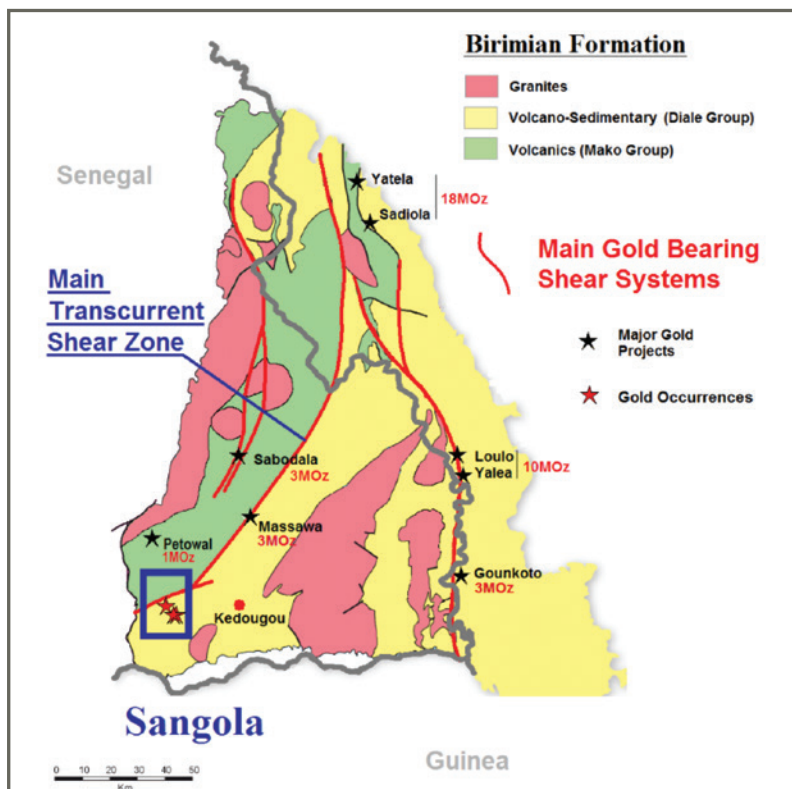 Birimian Formation
Granites
Volcano-Sedimentary (Diale Group)
Volcanics (Mako Group)
Senegal
Yatela
Sadiola
18MOz
Main Gold Bearing
Shear Systems
Main
Transcurrent
Shear Zone
Major Gold
Projects
Gold Occurrences
Sabodala
3MOz
Loulo
Yalea
10MOz
Massawa
3MOz
Petowal
1MOz
Gounkoto
3MOz
Kedougou
Sangola
Guinea
0 10 20 30 40 50
Km